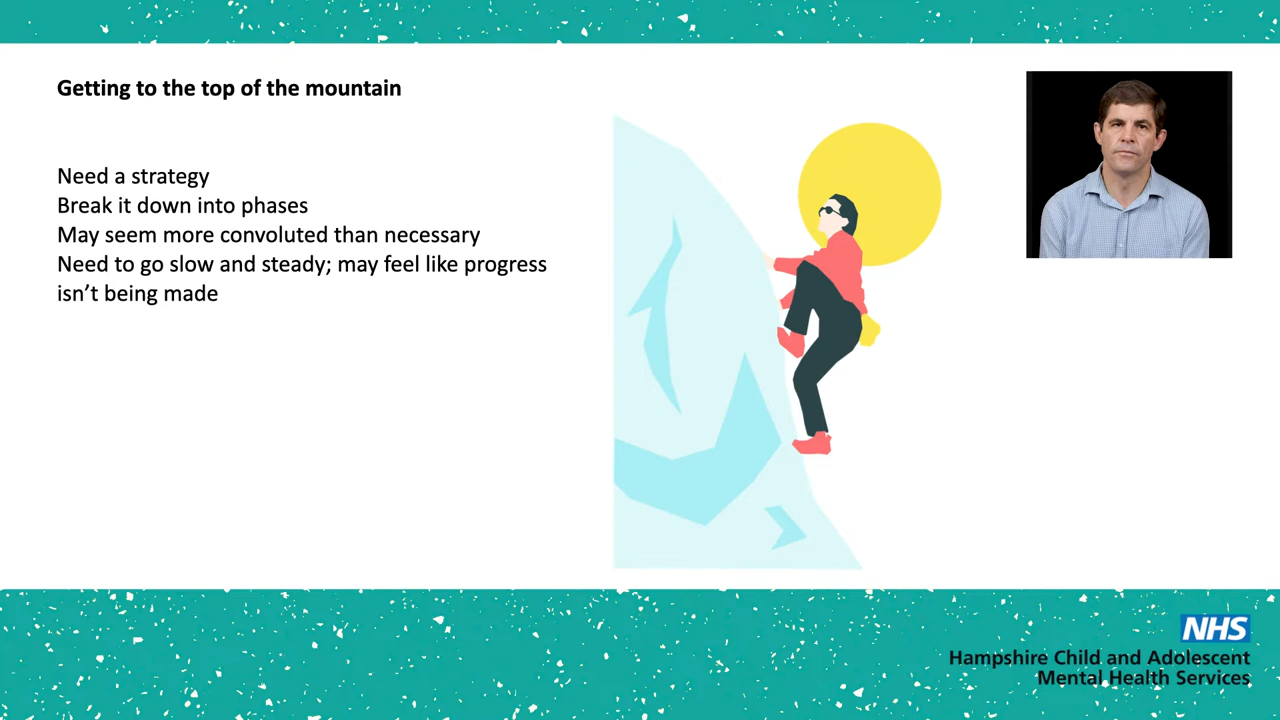 Getting to the top of the mountain
Need a strategy
Break it down into phases
May seem more convoluted than necessary
Need to go slow and steady; may feel like progress
isn’t being made
NHS
Hampshire Child and Adolescent
Mental Health Services